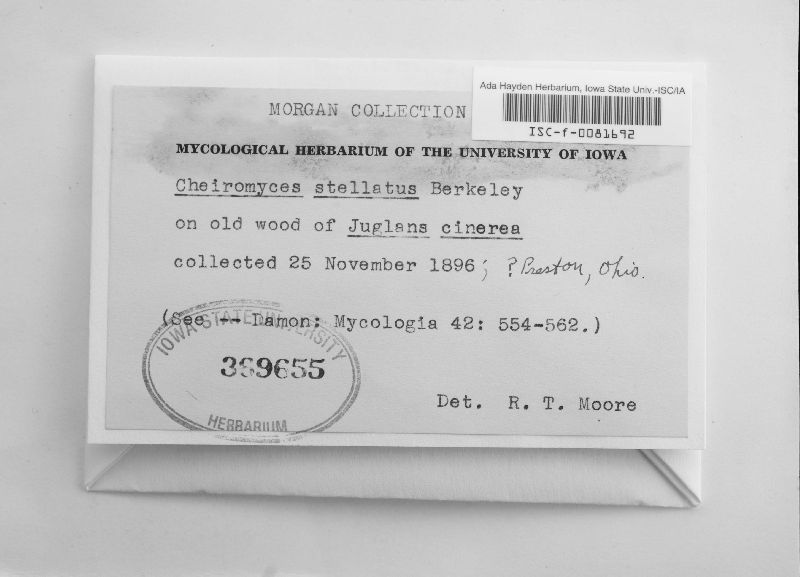 Ada Hayden Herbarium, Iowa State Univ.-ISC/IA
ISC-f-0081692
MORGAN COLLECTION
MYCOLOGICAL HERBARIUM OF THE UNIVERSITY OF IOWA
Cheiromyces stellatus Berkeley
on old wood of Juglans cinerea
collected 25 November 1896; ? Preston, Ohio.
(See -- Damon: Mycologia 42: 554-562.)
IOWA STATE UNIVERSITY
389655
HERBARIUM
Det. R. T. Moore